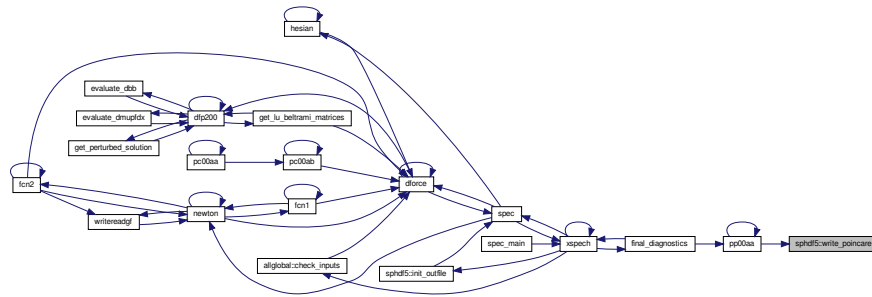 hesian
evaluate_dbb
evaluate_dmupfdx
dfp200
get_lu_beltrami_matrices
get_perturbed_solution
pc00aa
pc00ab
fcn2
dforce
newton
fcn1
spec
writereadgf
spec_main
xspech
final_diagnostics
pp00aa
sphdf5::write_poincare
allglobal::check_inputs
sphdf5::init_outfile